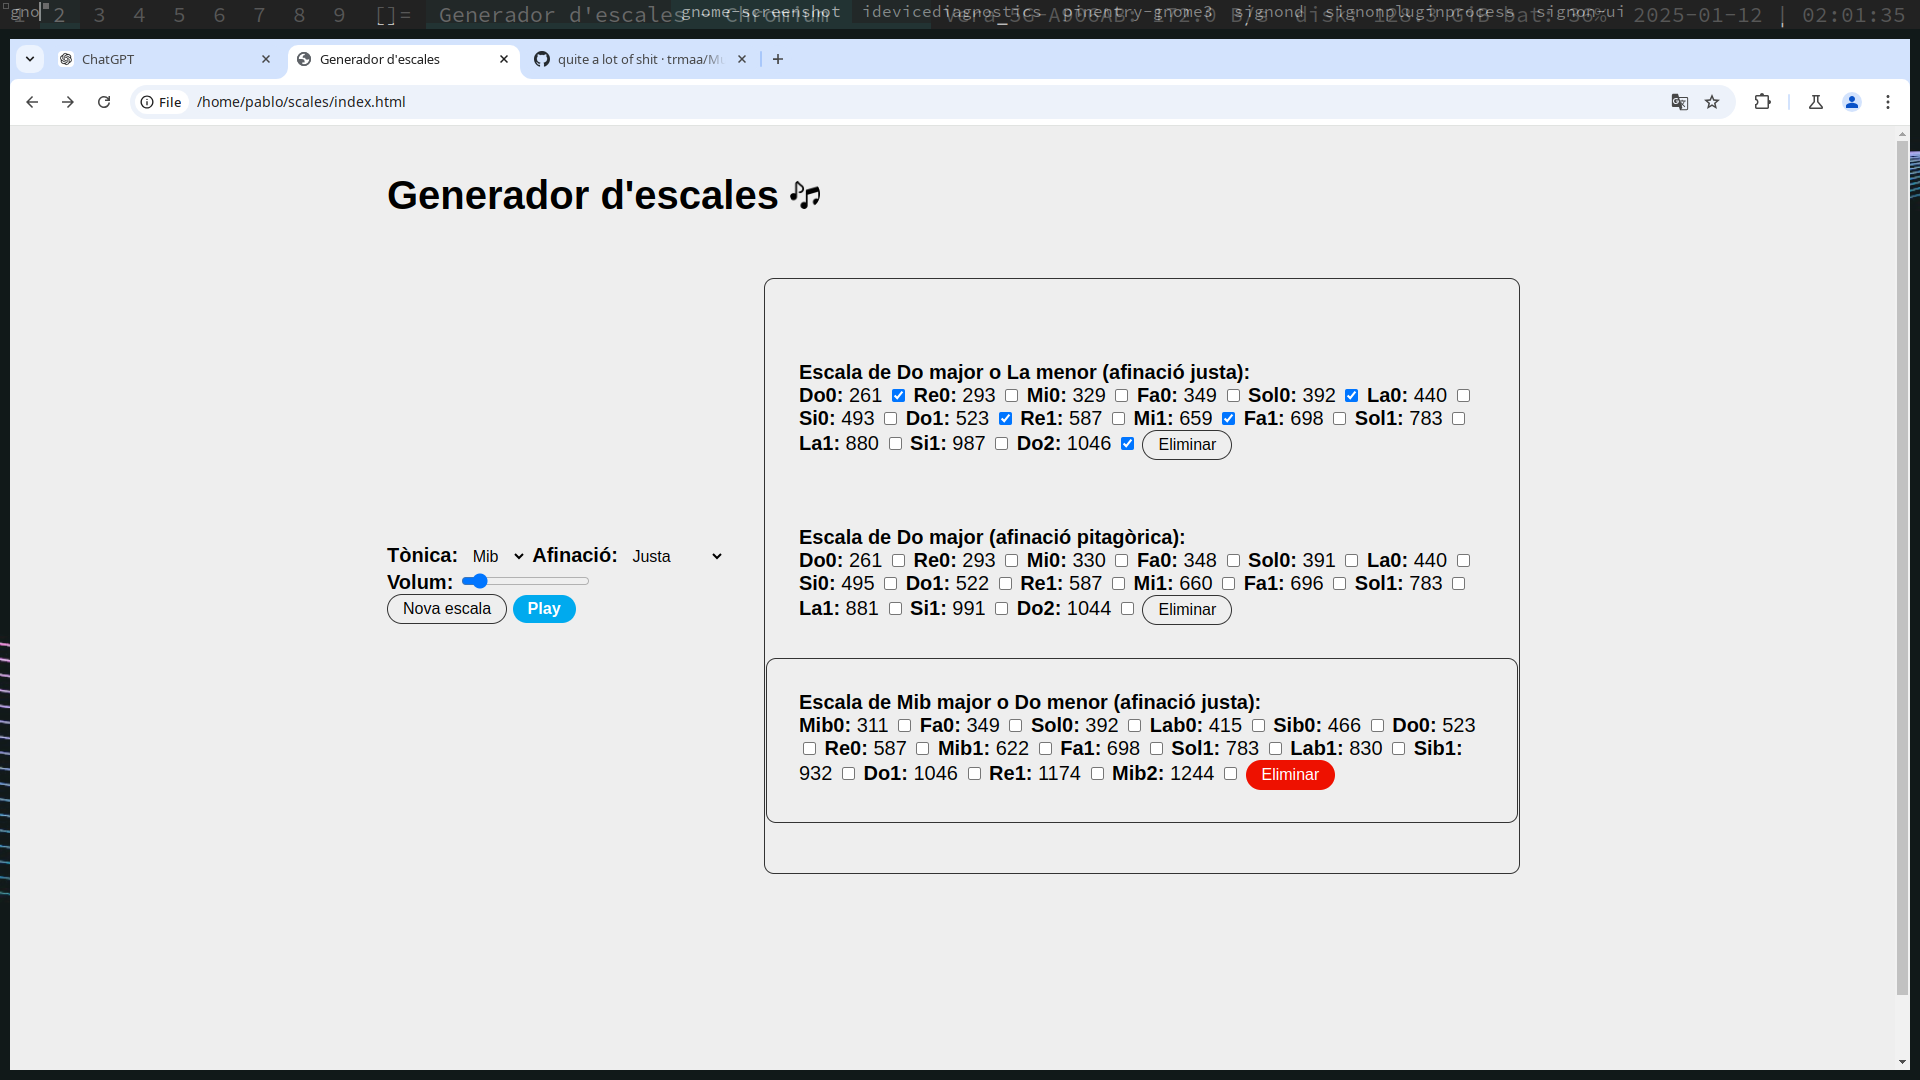 2 3 4 5 6 7 8 9 []= Generador d'escales - Chromium gnome-screenshot idevicediagnostics pinentry-gnome3 signond signonpluginprocess signon-ui 2025-01-12 | 02:01:35
ChatGPT Generador d'escales quite a lot of shit · trmaa/Mu
File /home/pablo/scales/index.html
Generador d'escales 🎶
Escala de Do major o La menor (afinació justa):
Do0: 261 Re0: 293 Mi0: 329 Fa0: 349 Sol0: 392 La0: 440
Si0: 493 Do1: 523 Re1: 587 Mi1: 659 Fa1: 698 Sol1: 783
La1: 880 Si1: 987 Do2: 1046 Eliminar
Escala de Do major (afinació pitagòrica):
Do0: 261 Re0: 293 Mi0: 330 Fa0: 348 Sol0: 391 La0: 440
Si0: 495 Do1: 522 Re1: 587 Mi1: 660 Fa1: 696 Sol1: 783
La1: 881 Si1: 991 Do2: 1044 Eliminar
Tònica: Mib Afinació: Justa
Volum:
Nova escala Play
Escala de Mib major o Do menor (afinació justa):
Mib0: 311 Fa0: 349 Sol0: 392 Lab0: 415 Sib0: 466 Do0: 523
Re0: 587 Mib1: 622 Fa1: 698 Sol1: 783 Lab1: 830 Sib1:
932 Do1: 1046 Re1: 1174 Mib2: 1244 Eliminar